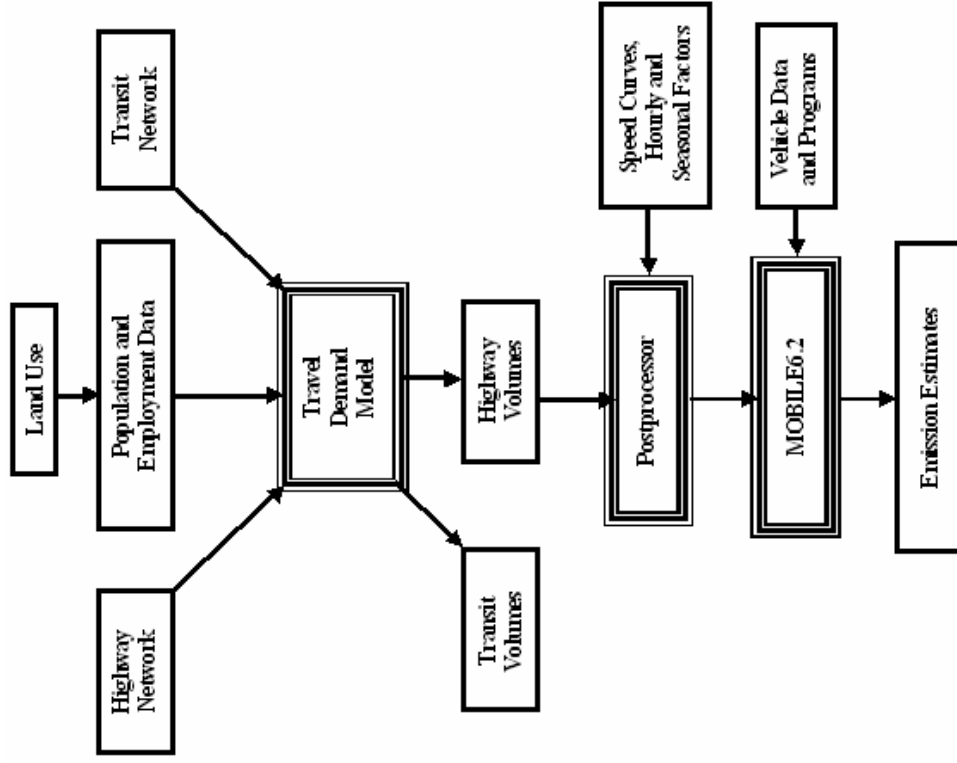 Land Use
Highway
Network
Population and
Employment Data
Transit
Network
Travel
Demand
Model
Transit
Volumes
Highway
Volumes
Speed Curves,
Hourly and
Seasonal Factors
Postprocessor
Vehicle Data
and Programs
MOBILE6.2
Emission Estimates